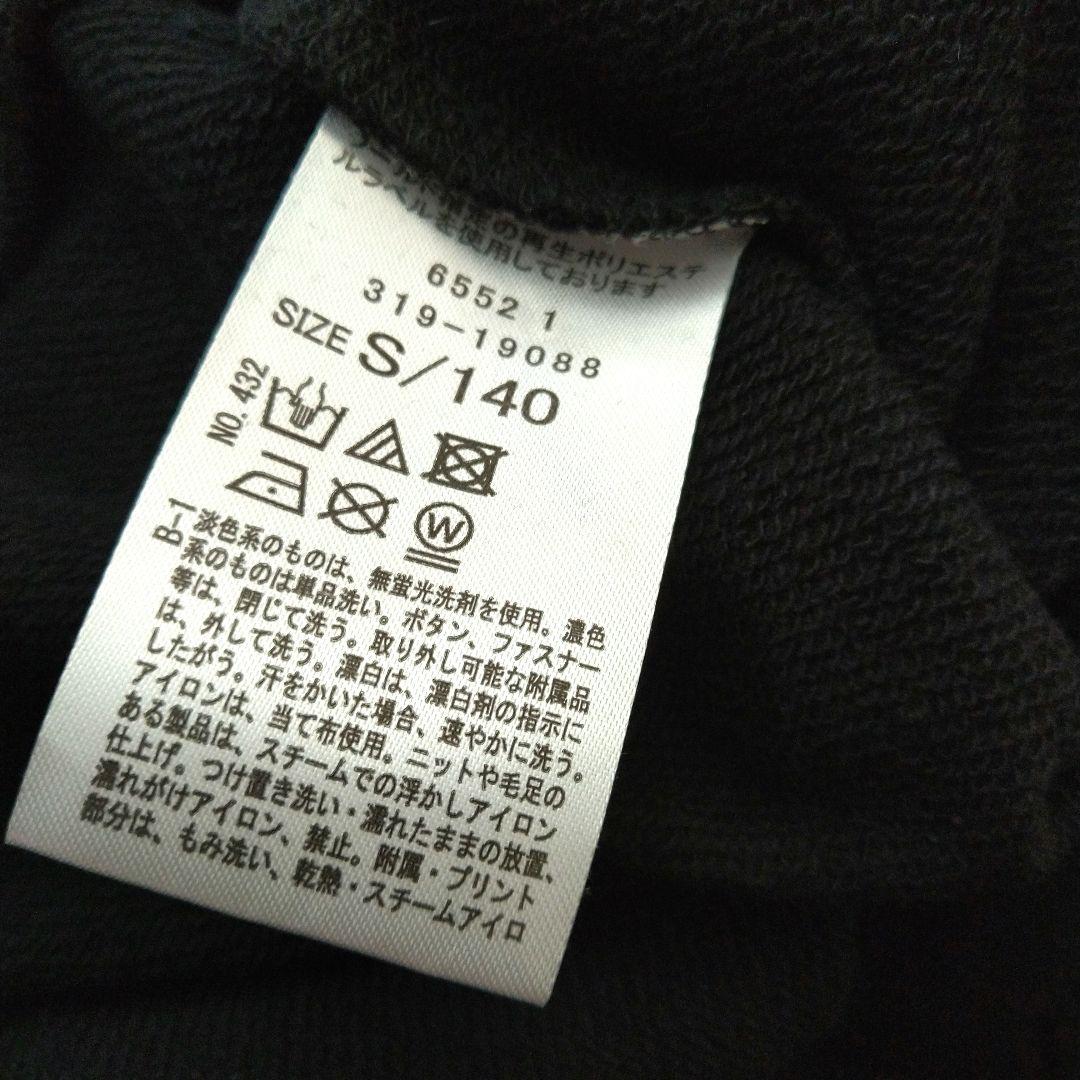 ワールド指定の再生ポリエステ
ルラベルを使用しております
6552 1
319-19088
SIZE S/140
NO. 432
W
B-1
淡色系のものは、無蛍光洗剤を使用。濃色
系のものは単品洗い。ボタン、ファスナー
等は、閉じて洗う。取り外し可能な附属品
は、外して洗う。漂白は、漂白剤の指示に
したがう。汗をかいた場合、速やかに洗う。
アイロンは、当て布使用。ニットや毛足の
ある製品は、スチームでの浮かしアイロン
仕上げ。つけ置き洗い・濡れたままの放置、
濡れがけアイロン、禁止。附属・プリント
部分は、もみ洗い、乾熱・スチームアイロ